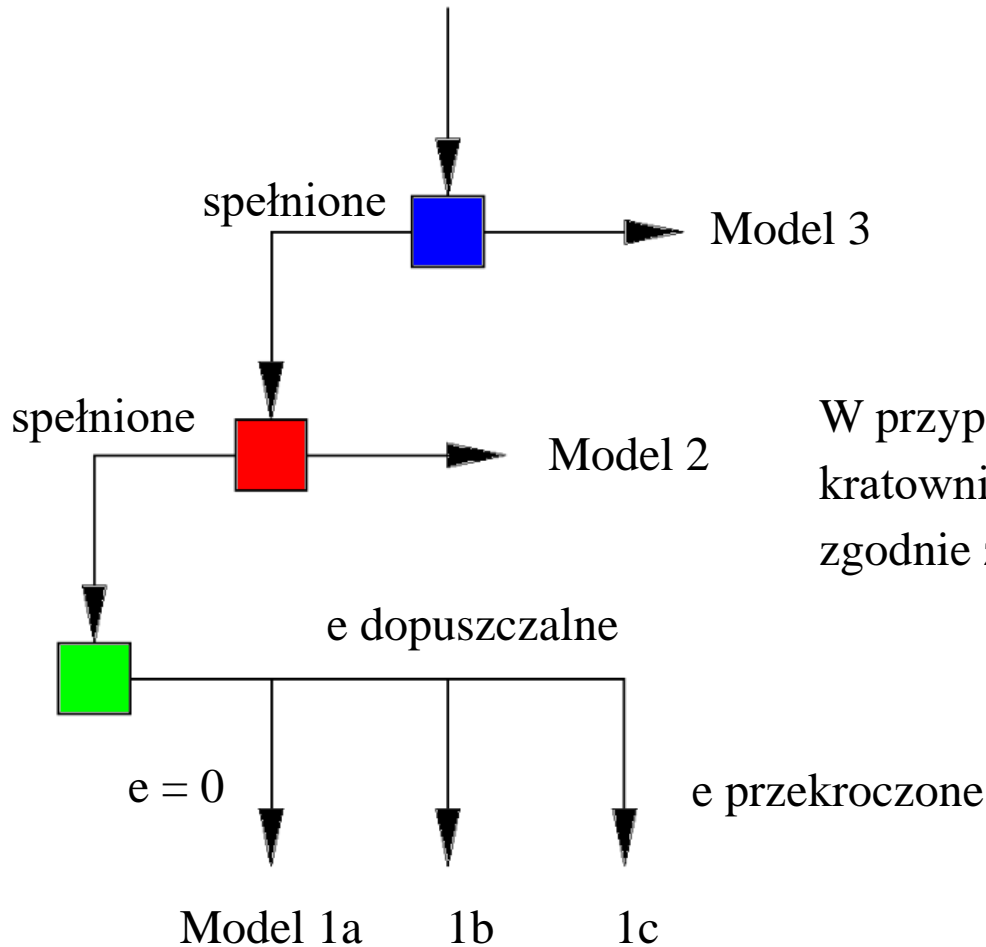 spełnione
Model 3
spełnione
Model 2
W przyp
kratowni
zgodnie
e dopuszczalne
e = 0
e przekroczone
Model 1a 1b 1c